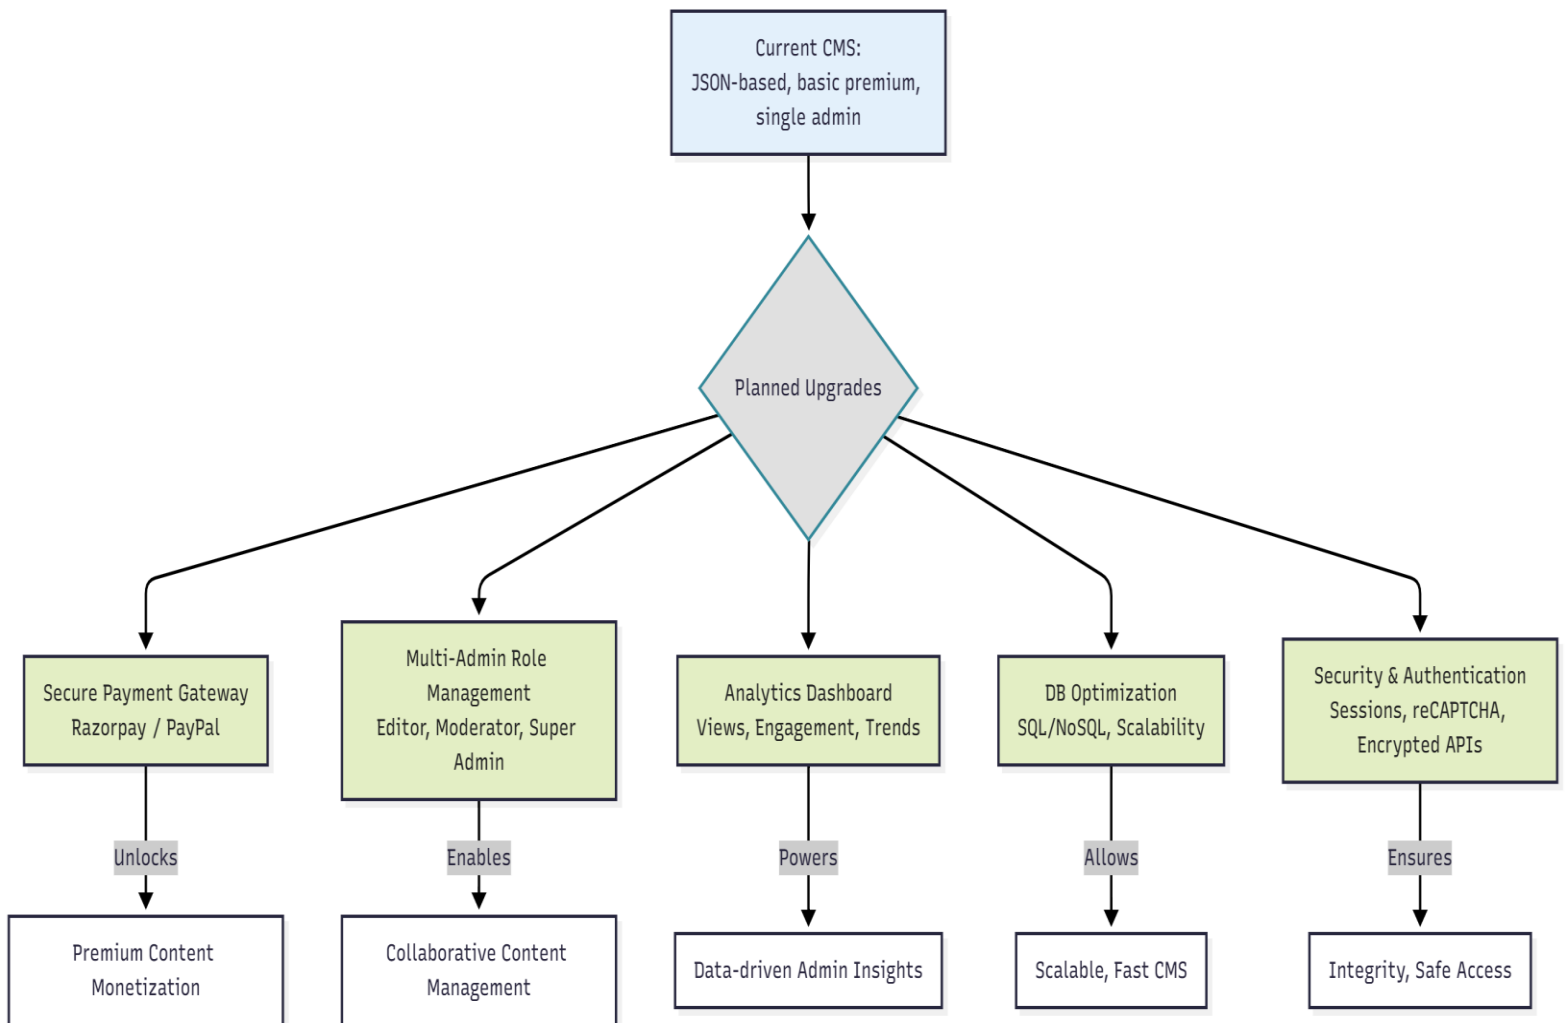 Current CMS:
JSON-based, basic premium,
single admin
Planned Upgrades
Secure Payment Gateway
Razorpay / PayPal
Multi-Admin Role
Management
Editor, Moderator, Super
Admin
Analytics Dashboard
Views, Engagement, Trends
DB Optimization
SQL/NoSQL, Scalability
Security & Authentication
Sessions, reCAPTCHA,
Encrypted APIs
Unlocks
Enables
Powers
Allows
Ensures
Premium Content
Monetization
Collaborative Content
Management
Data-driven Admin Insights
Scalable, Fast CMS
Integrity, Safe Access